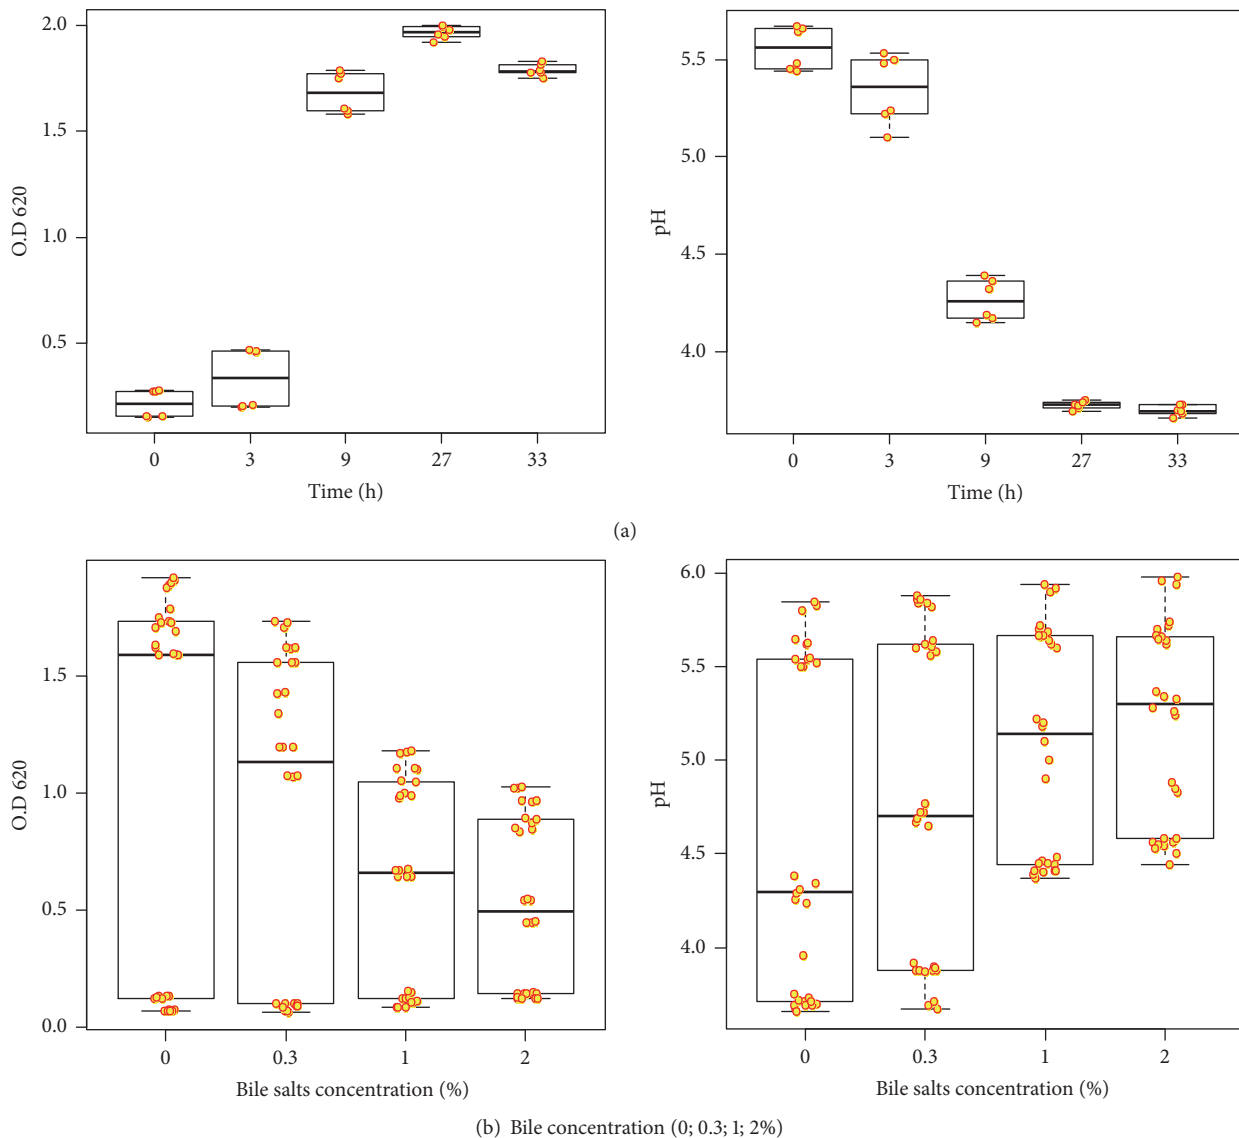 2.0
1.5
1.0
0.5
O.D 620
0 3 9 27 33
Time (h)
5.5
5.0
4.5
4.0
pH
0 3 9 27 33
Time (h)
(a)
1.5
1.0
0.5
0.0
O.D 620
0 0.3 1 2
Bile salts concentration (%)
6.0
5.5
5.0
4.5
4.0
pH
0 0.3 1 2
Bile salts concentration (%)
(b) Bile concentration (0; 0.3; 1; 2%)